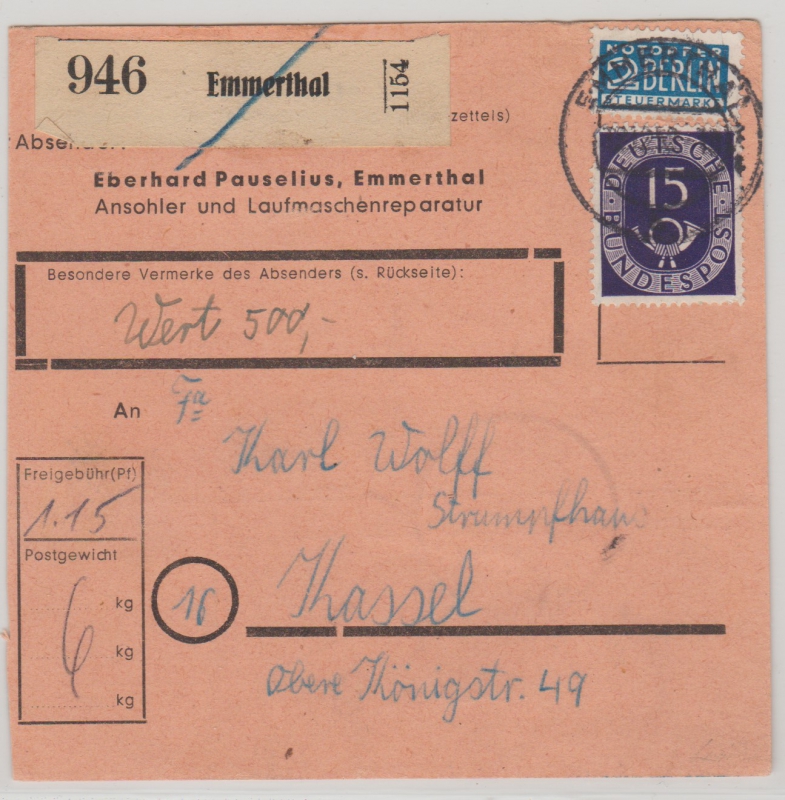 946 Emmerthal 1154
zettels)
Absender:
Eberhard Pauselius, Emmerthal
Ansohler und Laufmaschenreparatur
NOTOPFER
2 BERLIN
STEUERMARKE
DEUTSCHE
15
BUNDESPOST
Besondere Vermerke des Absenders (s. Rückseite):
Wert 500,-
An Fa
Karl Wolff
Strumpfhaus
Freigebühr(Pf)
1.15
Postgewicht
kg
6 kg
kg
16
Kassel
Obere Königstr. 49